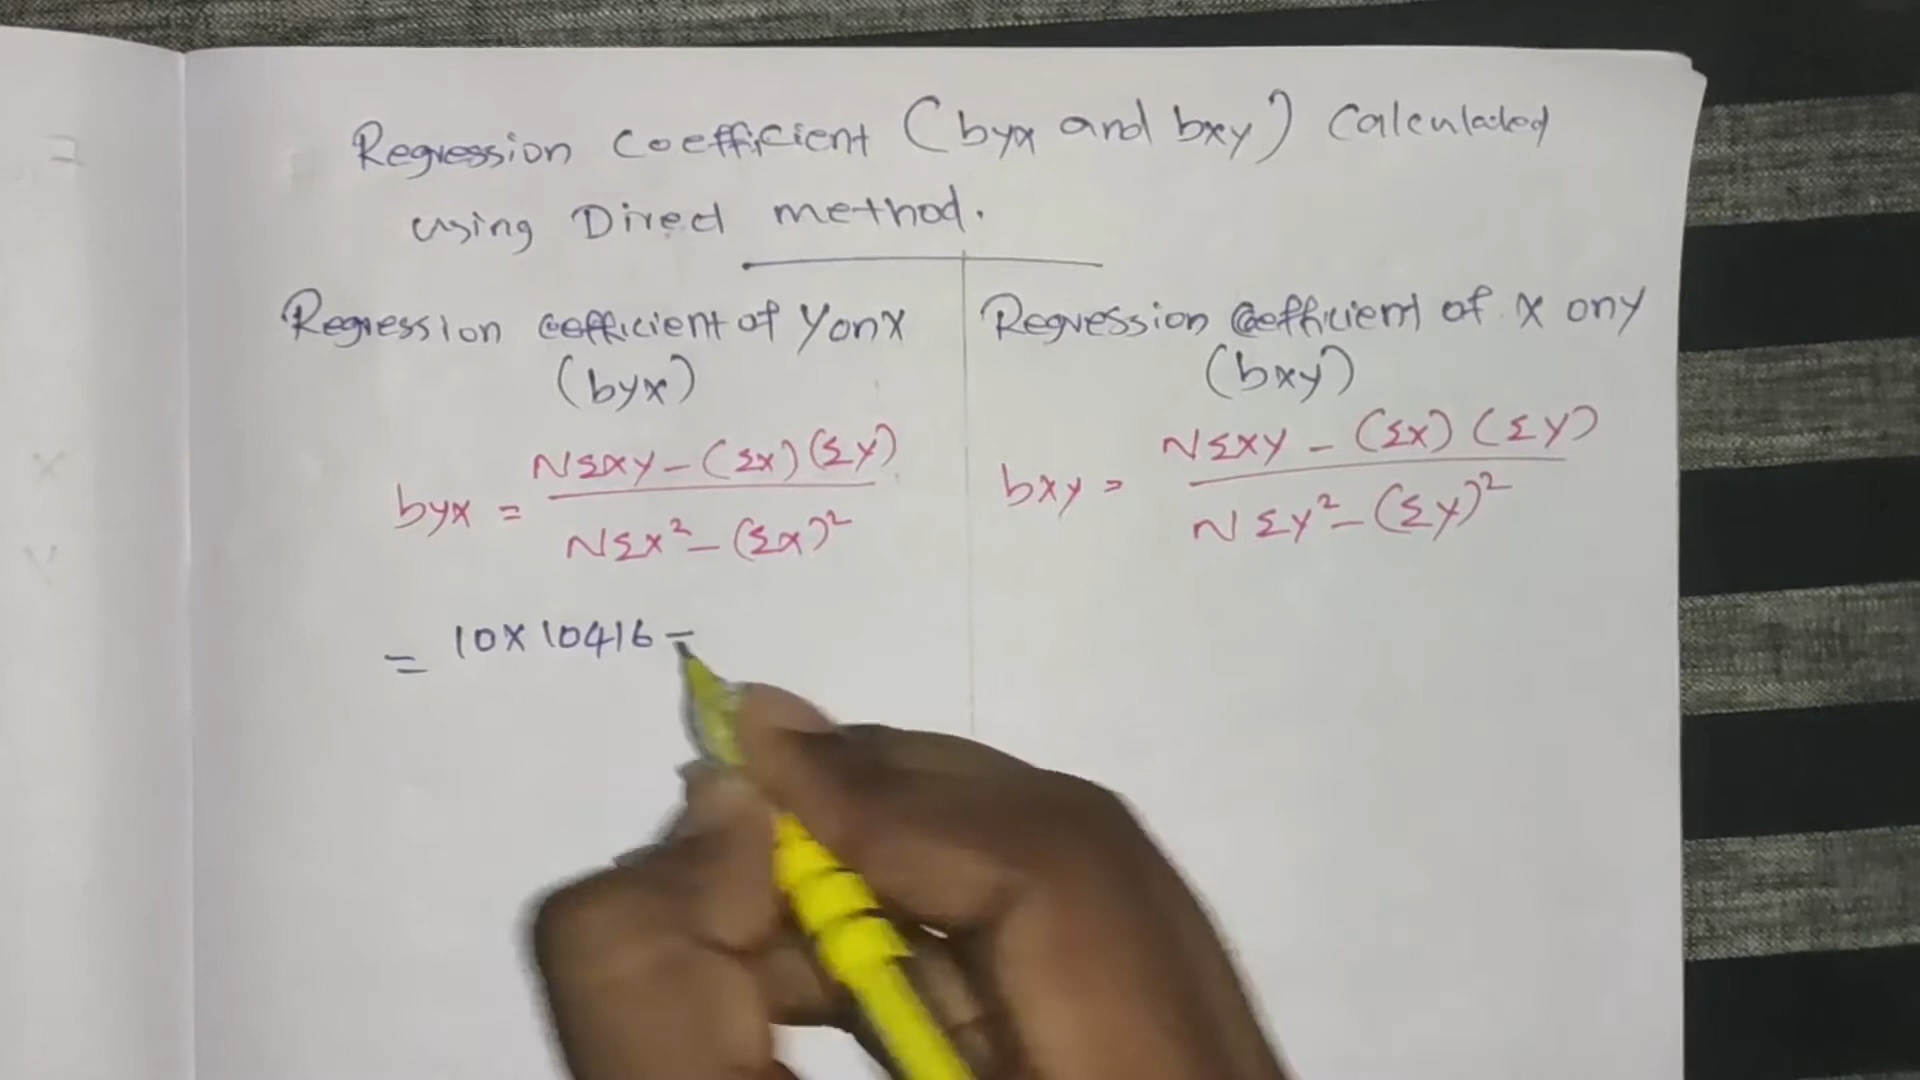 Regression Coefficient (byx and bxy) Calculated
using Direct method.
Regression Coefficient of Y on X
(byx)
byx = NΣxy - (Σx)(Σy)
NΣx² - (Σx)²
= 10 x 10416 -
Regression Coefficient of x on y
(bxy)
bxy = NΣxy - (Σx)(Σy)
NΣy² - (Σy)²